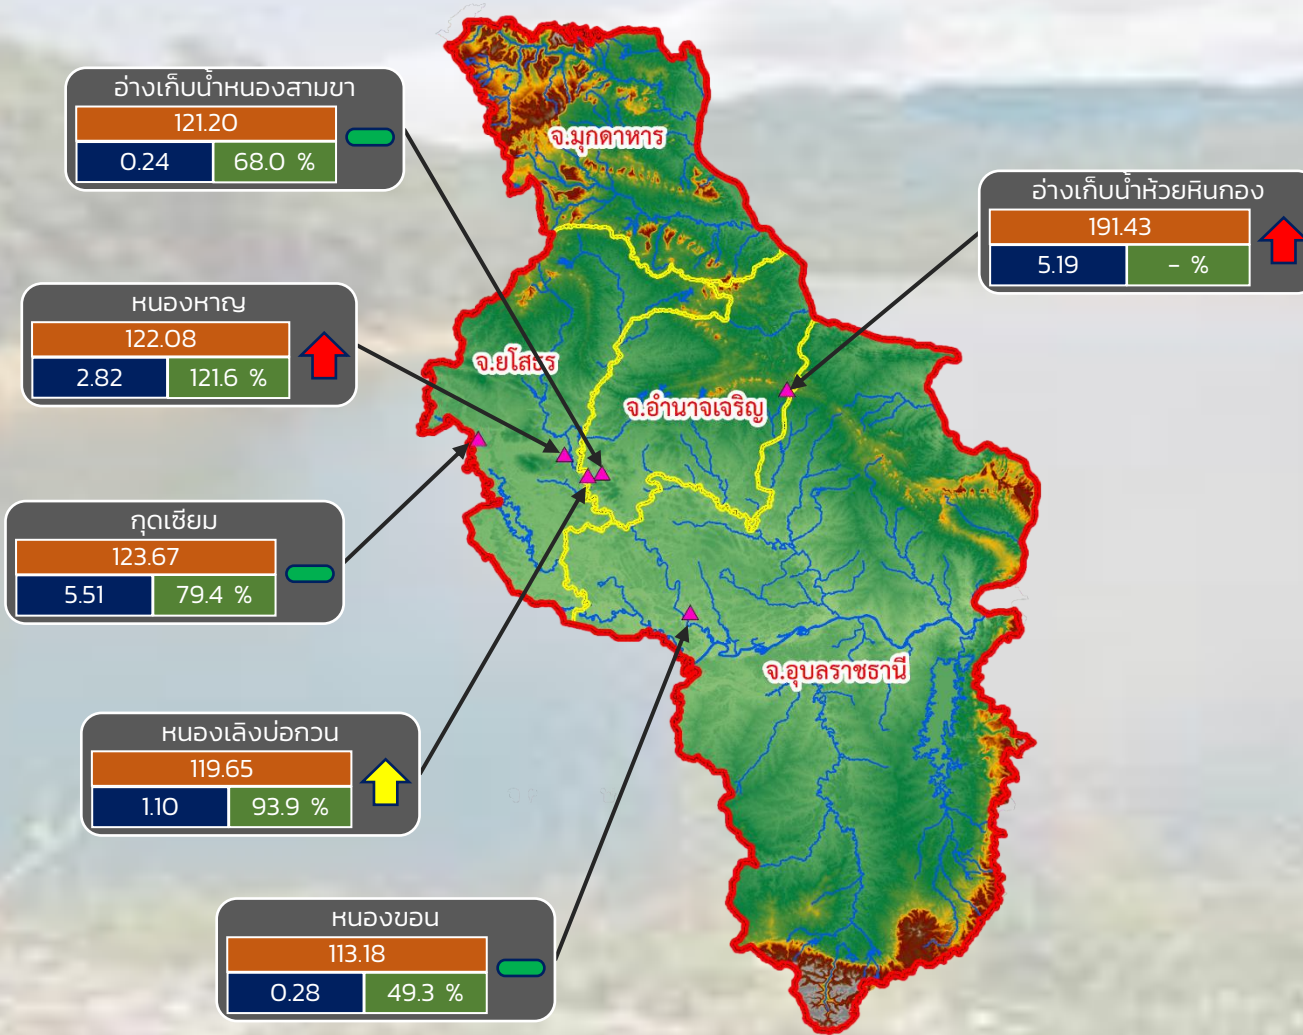 อ่างเก็บน้ำหนองสามขา
121.20
0.24 68.0 %
จ.มุกดาหาร
อ่างเก็บน้ำห้วยหินกอง
191.43
5.19 - %
หนองหาญ
122.08
2.82 121.6 %
จ.ยโสธร
จ.อำนาจเจริญ
กุดเซียม
123.67
5.51 79.4 %
จ.อุบลราชธานี
หนองเลิงบ่อกวน
119.65
1.10 93.9 %
หนองขอน
113.18
0.28 49.3 %